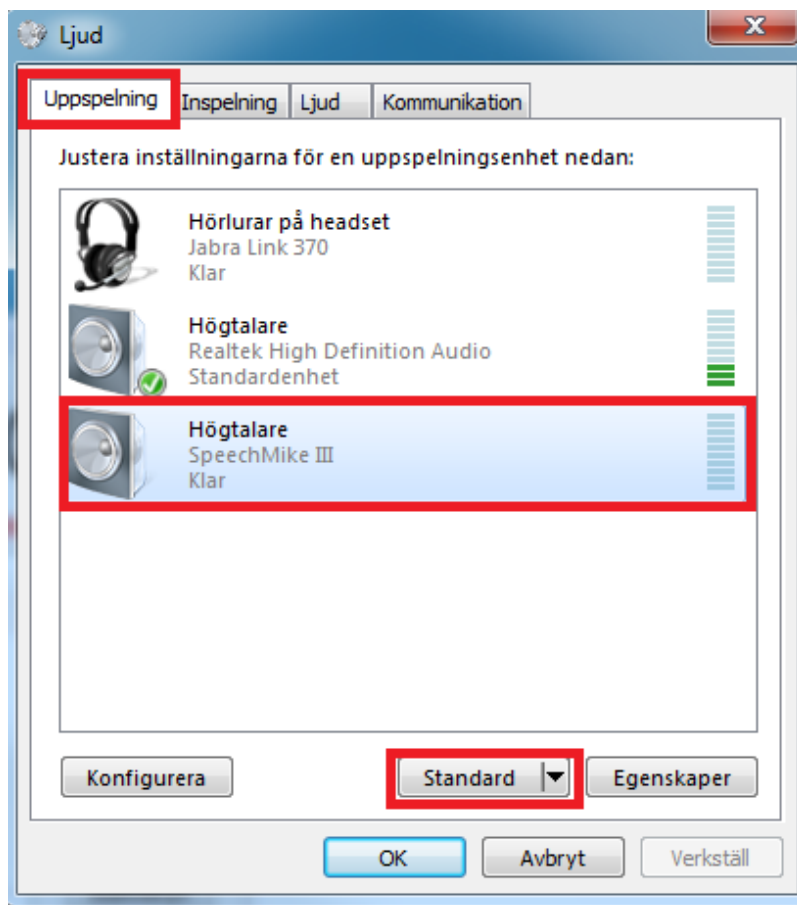 Ljud
Uppspelning Inspelning Ljud Kommunikation
Justera inställningarna för en uppspelningsenhet nedan:
Hörlurar på headset
Jabra Link 370
Klar
Högtalare
Realtek High Definition Audio
Standardenhet
Högtalare
SpeechMike III
Klar
Konfigurera Standard Egenskaper
OK Avbryt Verkställ